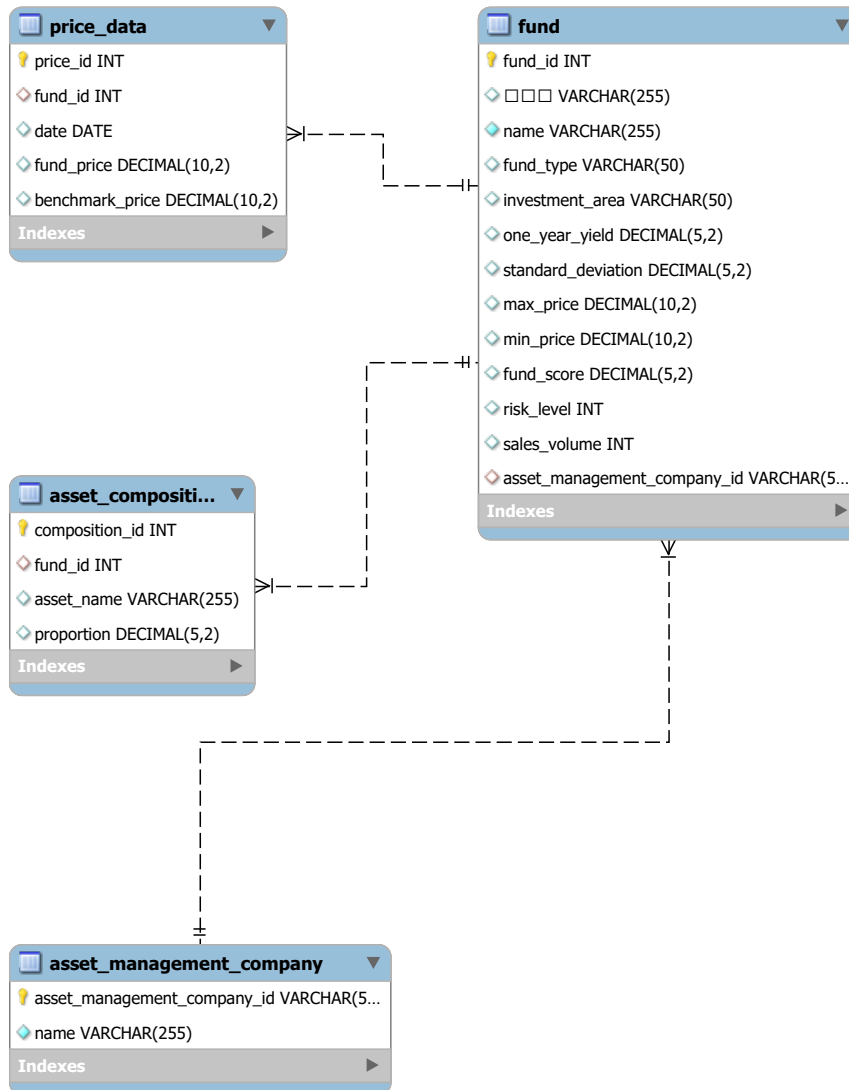 price_data
price_id INT
fund_id INT
date DATE
fund_price DECIMAL(10,2)
benchmark_price DECIMAL(10,2)
Indexes
fund
fund_id INT
VARCHAR(255)
name VARCHAR(255)
fund_type VARCHAR(50)
investment_area VARCHAR(50)
one_year_yield DECIMAL(5,2)
standard_deviation DECIMAL(5,2)
max_price DECIMAL(10,2)
min_price DECIMAL(10,2)
fund_score DECIMAL(5,2)
risk_level INT
sales_volume INT
asset_management_company_id VARCHAR(5...
Indexes
asset_compositi...
composition_id INT
fund_id INT
asset_name VARCHAR(255)
proportion DECIMAL(5,2)
Indexes
asset_management_company
asset_management_company_id VARCHAR(5...
name VARCHAR(255)
Indexes